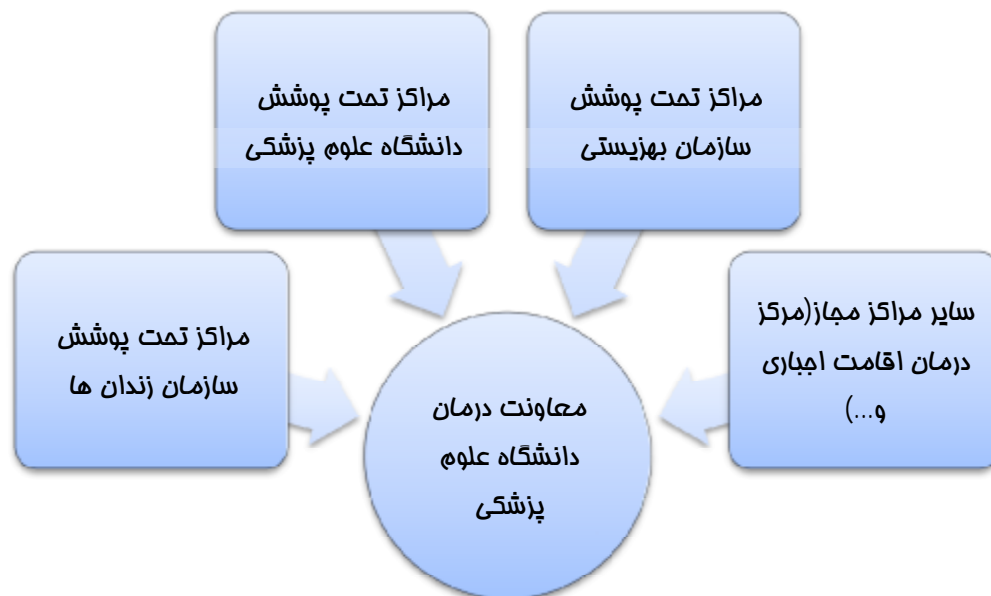 مراکز تحت پوشش
سازمان بهزیستی
مراکز تحت پوشش
دانشگاه علوم پزشکی
سایر مراکز مجاز(مرکز
درمان اقامت اجباری
و...)
مراکز تحت پوشش
سازمان زندان ها
معاونت درمان
دانشگاه علوم
پزشکی